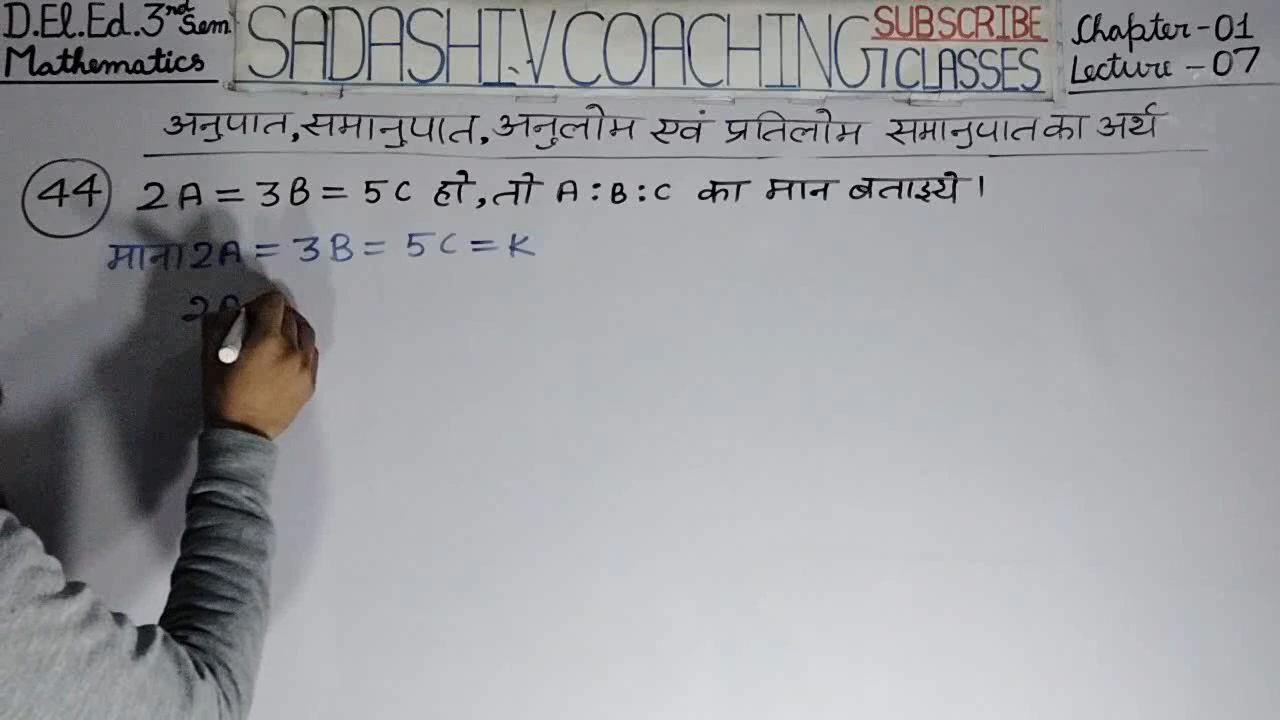 D.El.Ed.3rd Sem.
Mathematics
SADASHIV COACHING CLASSES
SUBSCRIBE
Chapter-01
Lecture-07
अनुपात, समानुपात, अनुलोम एवं प्रतिलोम समानुपात का अर्थ
44 2A = 3B = 5C हो, तो A:B:C का मान बताइये।
माना 2A = 3B = 5C = K
2A